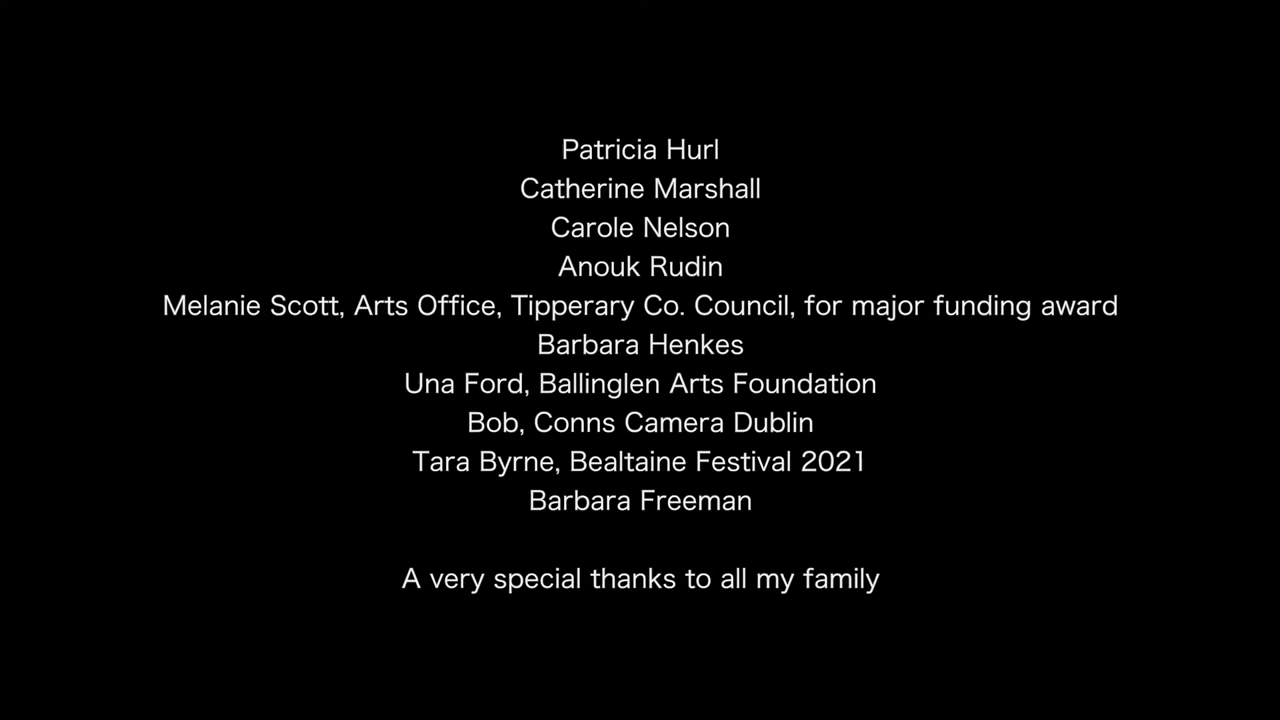 Patricia Hurl
Catherine Marshall
Carole Nelson
Anouk Rudin
Melanie Scott, Arts Office, Tipperary Co. Council, for major funding award
Barbara Henkes
Una Ford, Ballinglen Arts Foundation
Bob, Conns Camera Dublin
Tara Byrne, Bealtaine Festival 2021
Barbara Freeman
A very special thanks to all my family